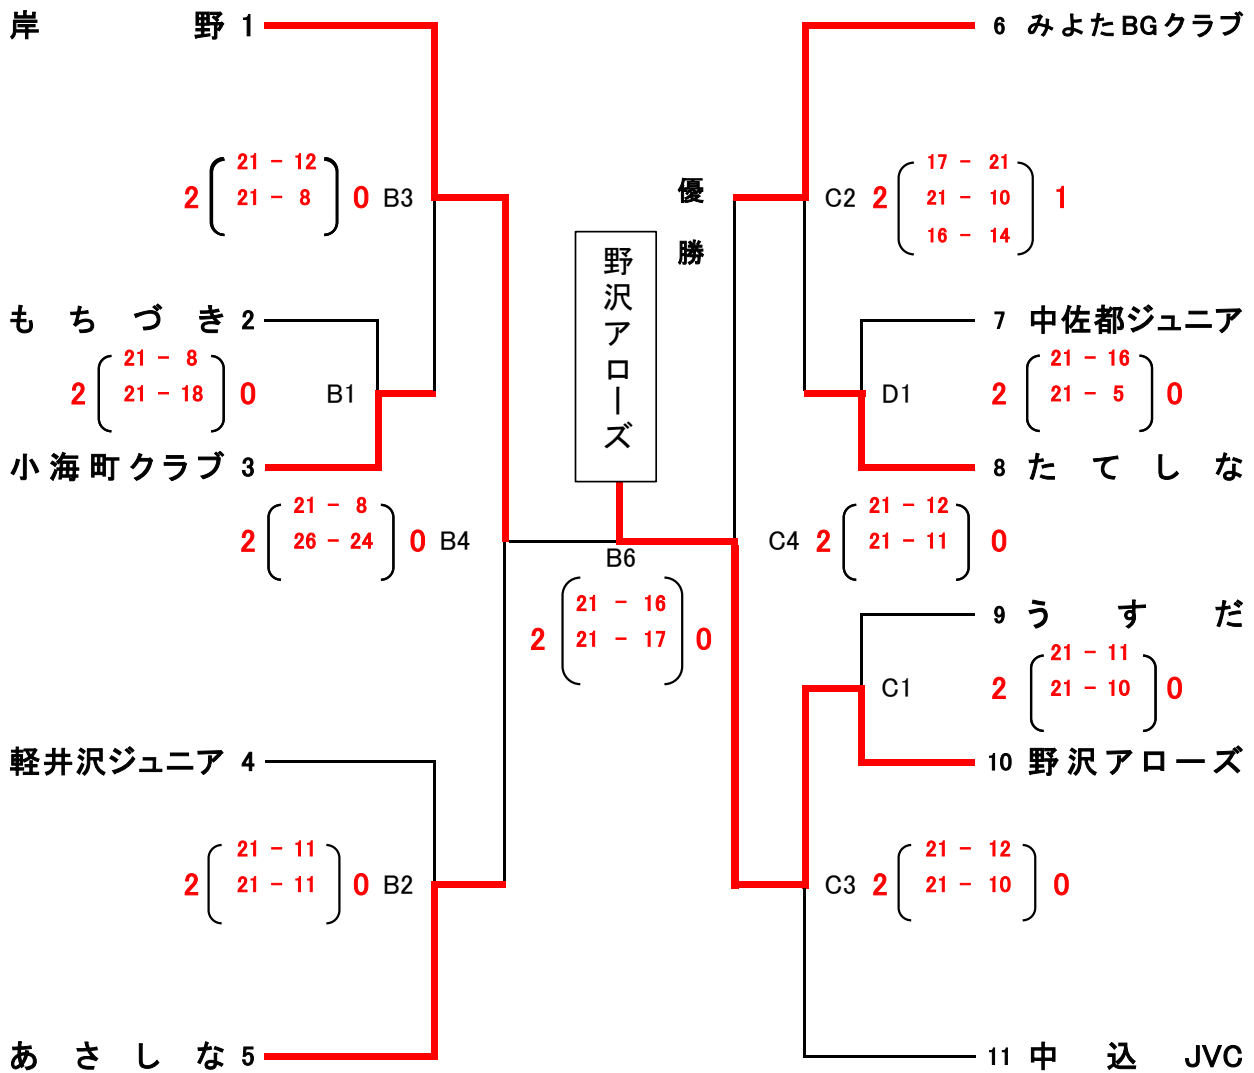 岸 野 1
2 21 - 12 0 B3
21 - 8
もちづき 2
21 - 8
2 21 - 18 0 B1
小海町クラブ 3
21 - 8
2 26 - 24 0 B4
軽井沢ジュニア 4
21 - 11
2 21 - 11 0 B2
あさしな 5
優勝
野沢アローズ
B6
21 - 16
2 21 - 17 0
6 みよたBGクラブ
17 - 21
C2 2 21 - 10 1
16 - 14
7 中佐都ジュニア
21 - 16
D1 2 21 - 5 0
8 たてしな
21 - 12
C4 2 21 - 11 0
9 うすだ
21 - 11
C1 2 21 - 10 0
10 野沢アローズ
21 - 12
C3 2 21 - 10 0
11 中込JVC